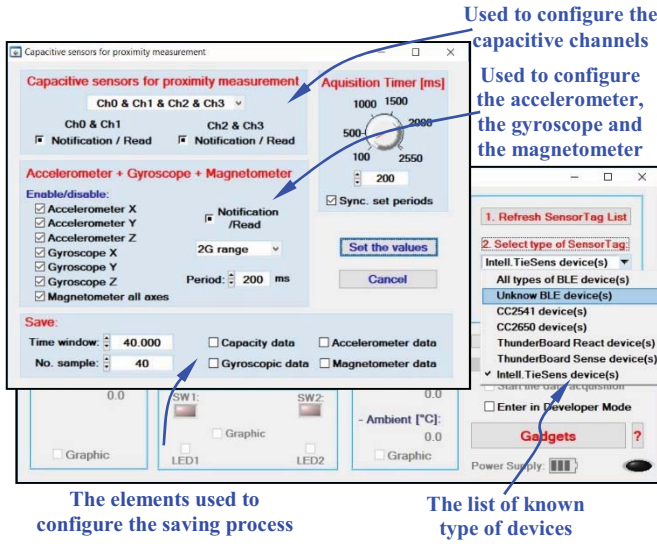 Used to configure the
capacitive channels
Used to configure
the accelerometer,
the gyroscope and
the magnetometer
Capacitive sensors for proximity measurement
Capacitive sensors for proximity measurement
Ch0 & Ch1 & Ch2 & Ch3
Ch0 & Ch1
Ch2 & Ch3
Notification / Read
Notification / Read
Aquisition Timer [ms]
1000 1500
500 2000
100 2550
200
Sync. set periods
Accelerometer + Gyroscope + Magnetometer
Enable/disable:
Accelerometer X
Accelerometer Y
Accelerometer Z
Gyroscope X
Gyroscope Y
Gyroscope Z
Magnetometer all axes
Notification
/Read
2G range
Period: 200 ms
Set the values
Cancel
Save:
Time window: 40.000
No. sample: 40
Capacity data
Accelerometer data
Gyroscopic data
Magnetometer data
1. Refresh SensorTag List
2. Select type of SensorTag:
Intell.TieSens device(s)
All types of BLE device(s)
Unknow BLE device(s)
CC2541 device(s)
CC2650 device(s)
ThunderBoard React device(s)
ThunderBoard Sense device(s)
Intell.TieSens device(s)
Start the data acquisition
Enter in Developer Mode
Gadgets
?
Power Supply:
0.0
Graphic
SW1:
SW2:
Graphic
LED1
LED2
0.0
- Ambient [°C]:
0.0
Graphic
The elements used to
configure the saving process
The list of known
type of devices